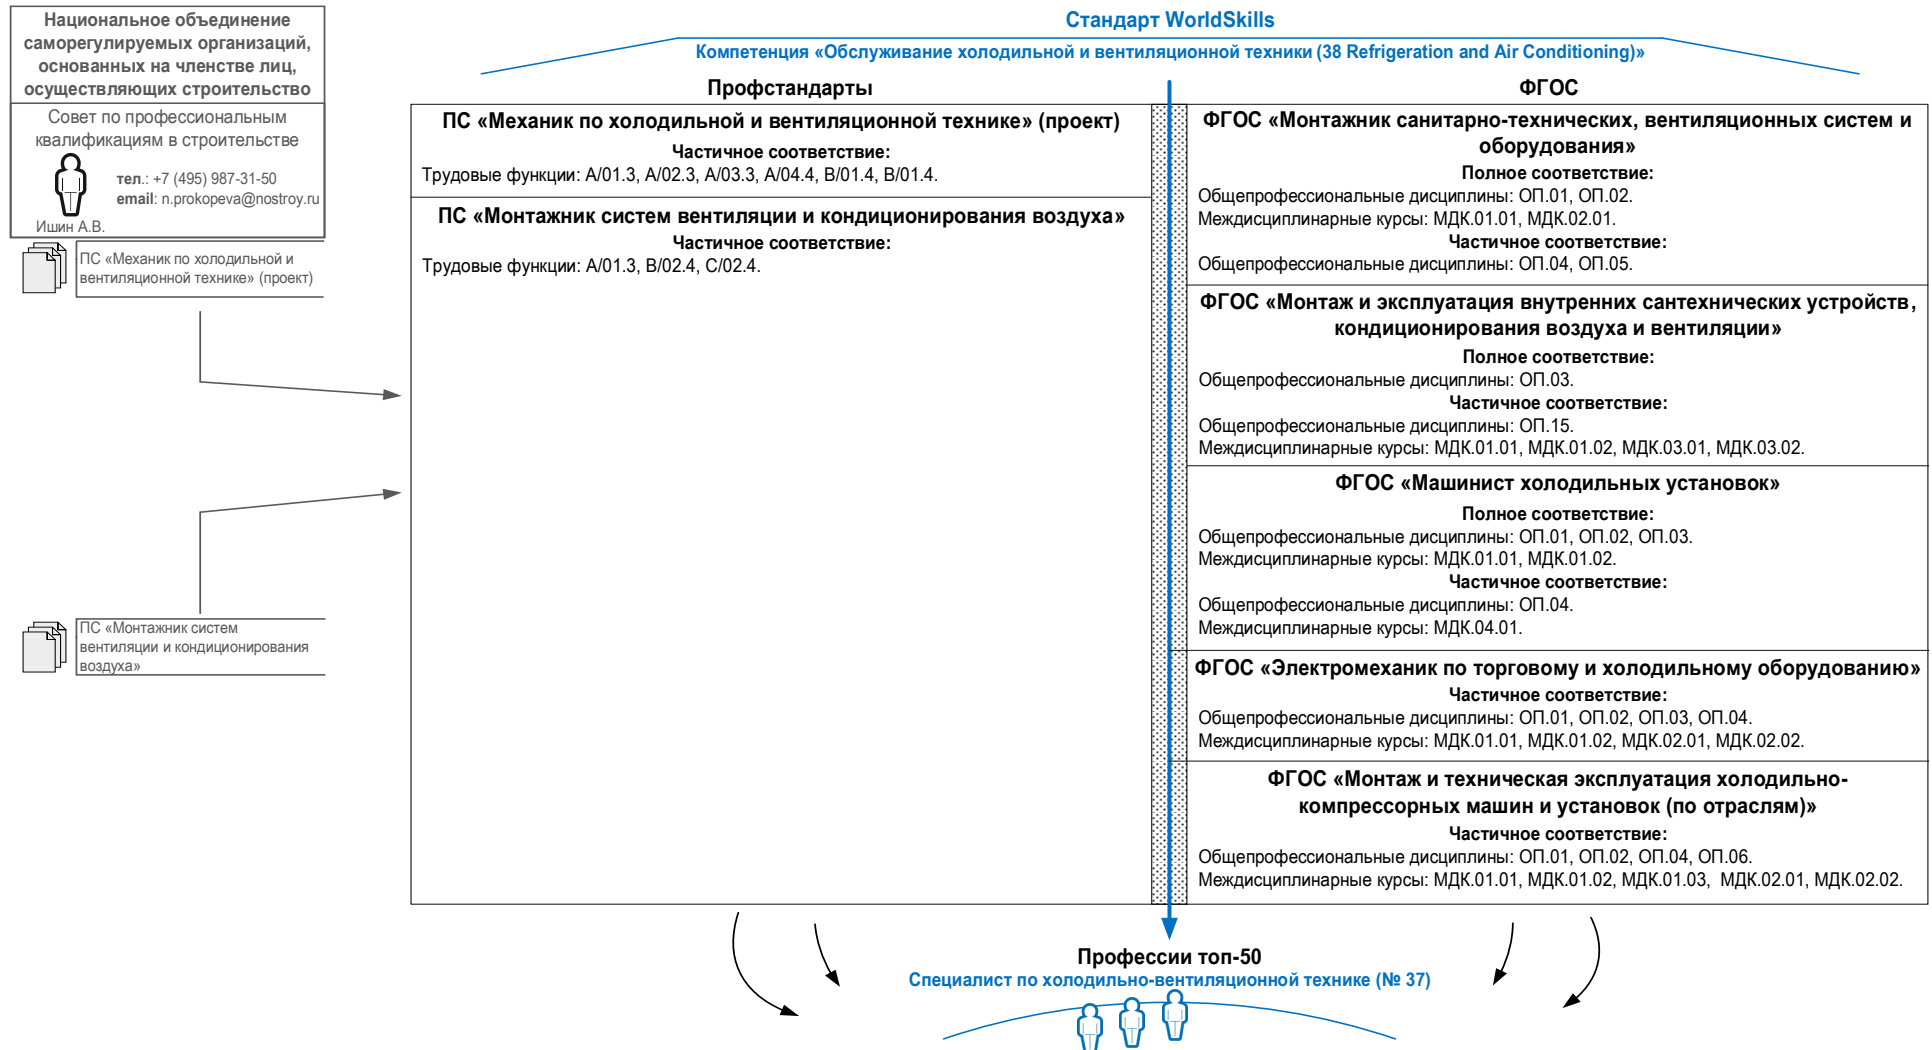 Национальное объединение
саморегулируемых организаций,
основанных на членстве лиц,
осуществляющих строительство
Совет по профессиональным
квалификациям в строительстве
тел.: +7 (495) 987-31-50
email: n.prokopeva@nostroy.ru
Ишин А.В.
ПС «Механик по холодильной и
вентиляционной технике» (проект)
ПС «Монтажник систем
вентиляции и кондиционирования
воздуха»
Стандарт WorldSkills
Компетенция «Обслуживание холодильной и вентиляционной техники (38 Refrigeration and Air Conditioning)»
Профстандарты
ПС «Механик по холодильной и вентиляционной технике» (проект)
Частичное соответствие:
Трудовые функции: А/01.3, А/02.3, А/03.3, А/04.4, В/01.4, В/01.4.
ПС «Монтажник систем вентиляции и кондиционирования воздуха»
Частичное соответствие:
Трудовые функции: А/01.3, В/02.4, С/02.4.
ФГОС
ФГОС «Монтажник санитарно-технических, вентиляционных систем и
оборудования»
Полное соответствие:
Общепрофессиональные дисциплины: ОП.01, ОП.02.
Междисциплинарные курсы: МДК.01.01, МДК.02.01.
Частичное соответствие:
Общепрофессиональные дисциплины: ОП.04, ОП.05.
ФГОС «Монтаж и эксплуатация внутренних сантехнических устройств,
кондиционирования воздуха и вентиляции»
Полное соответствие:
Общепрофессиональные дисциплины: ОП.03.
Частичное соответствие:
Общепрофессиональные дисциплины: ОП.15.
Междисциплинарные курсы: МДК.01.01, МДК.01.02, МДК.03.01, МДК.03.02.
ФГОС «Машинист холодильных установок»
Полное соответствие:
Общепрофессиональные дисциплины: ОП.01, ОП.02, ОП.03.
Междисциплинарные курсы: МДК.01.01, МДК.01.02.
Частичное соответствие:
Общепрофессиональные дисциплины: ОП.04.
Междисциплинарные курсы: МДК.04.01.
ФГОС «Электромеханик по торговому и холодильному оборудованию»
Частичное соответствие:
Общепрофессиональные дисциплины: ОП.01, ОП.02, ОП.03, ОП.04.
Междисциплинарные курсы: МДК.01.01, МДК.01.02, МДК.02.01, МДК.02.02.
ФГОС «Монтаж и техническая эксплуатация холодильно-
компрессорных машин и установок (по отраслям)»
Частичное соответствие:
Общепрофессиональные дисциплины: ОП.01, ОП.02, ОП.04, ОП.06.
Междисциплинарные курсы: МДК.01.01, МДК.01.02, МДК.01.03, МДК.02.01, МДК.02.02.
Профессии топ-50
Специалист по холодильно-вентиляционной технике (№ 37)